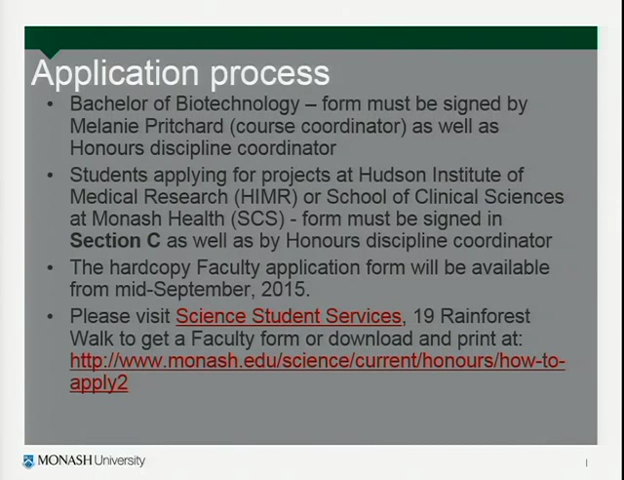 Application process
• Bachelor of Biotechnology – form must be signed by
Melanie Pritchard (course coordinator) as well as
Honours discipline coordinator
• Students applying for projects at Hudson Institute of
Medical Research (HIMR) or School of Clinical Sciences
at Monash Health (SCS) - form must be signed in
Section C as well as by Honours discipline coordinator
• The hardcopy Faculty application form will be available
from mid-September, 2015.
• Please visit Science Student Services, 19 Rainforest
Walk to get a Faculty form or download and print at:
http://www.monash.edu/science/current/honours/how-to-
apply2
MONASH University